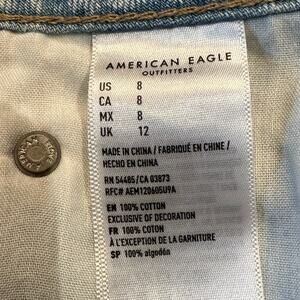 AMERICAN EAGLE
OUTFITTERS
US 8
CA 8
MX 8
UK 12
MADE IN CHINA / FABRIQUÉ EN CHINE /
HECHO EN CHINA
RN 54485/CA 03873
RFC# AEM120605U9A
EN 100% COTTON
EXCLUSIVE OF DECORATION
FR 100% COTON
À L'EXCEPTION DE LA GARNITURE
SP 100% algodón